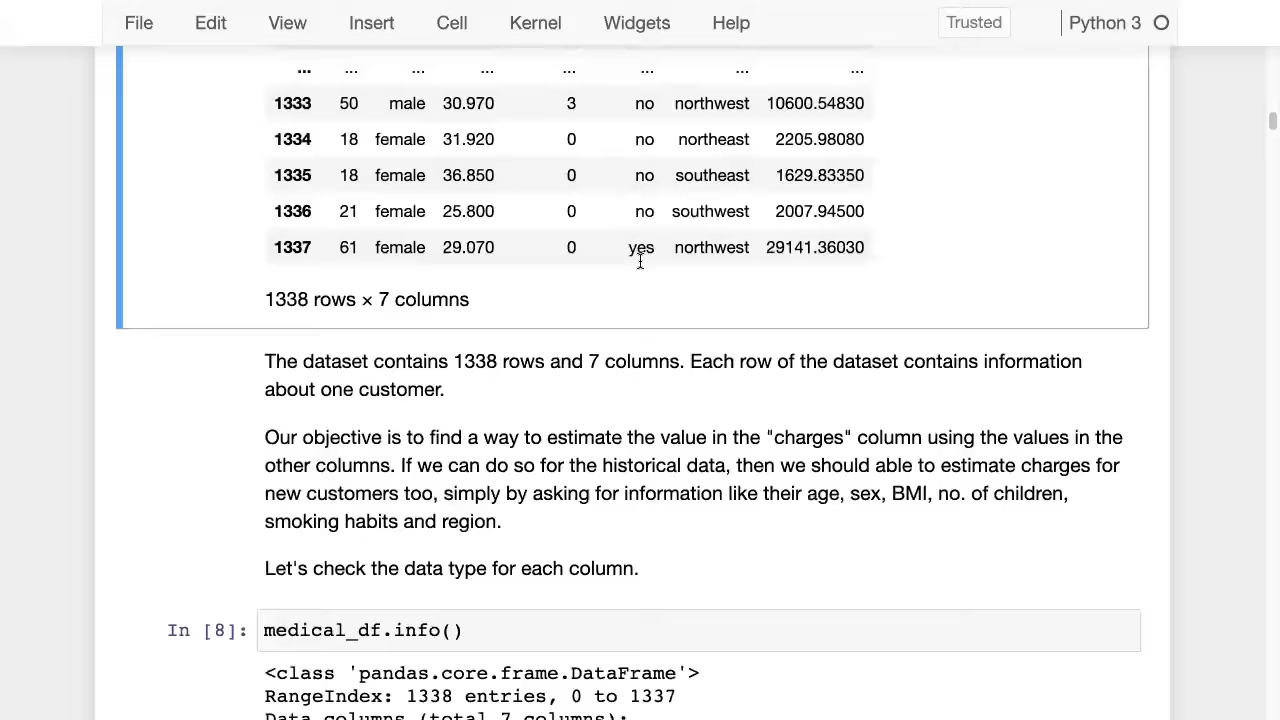 File Edit View Insert Cell Kernel Widgets Help Trusted Python 3
... ... ... ... ... ... ... ...
1333 50 male 30.970 3 no northwest 10600.54830
1334 18 female 31.920 0 no northeast 2205.98080
1335 18 female 36.850 0 no southeast 1629.83350
1336 21 female 25.800 0 no southwest 2007.94500
1337 61 female 29.070 0 yes northwest 29141.36030
1338 rows × 7 columns
The dataset contains 1338 rows and 7 columns. Each row of the dataset contains information
about one customer.
Our objective is to find a way to estimate the value in the "charges" column using the values in the
other columns. If we can do so for the historical data, then we should able to estimate charges for
new customers too, simply by asking for information like their age, sex, BMI, no. of children,
smoking habits and region.
Let's check the data type for each column.
In [8]: medical_df.info()
<class 'pandas.core.frame.DataFrame'>
RangeIndex: 1338 entries, 0 to 1337
Data columns (total 7 columns):